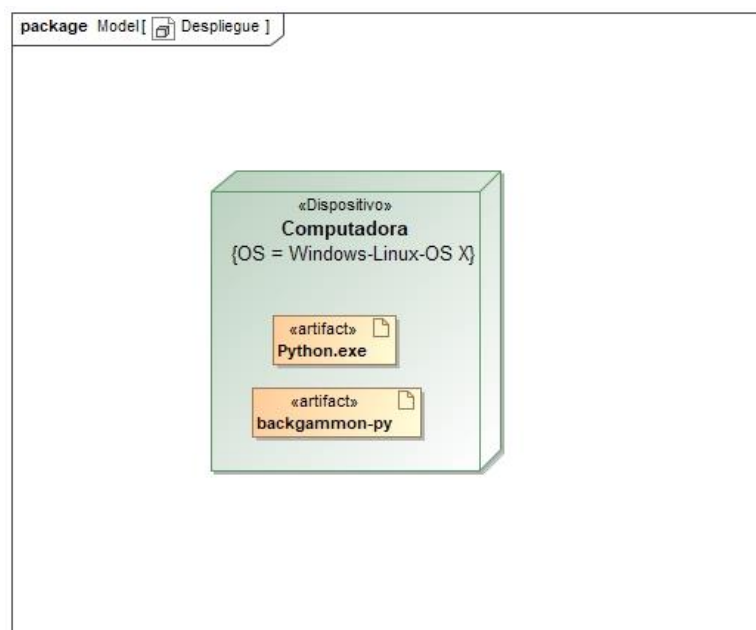 package Model[ Despliegue ]
«Dispositivo»
Computadora
{OS = Windows-Linux-OS X}
«artifact»
Python.exe
«artifact»
backgammon-py